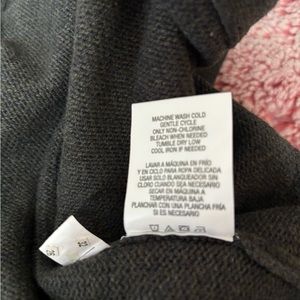 MACHINE WASH COLD
GENTLE CYCLE
ONLY NON-CHLORINE
BLEACH WHEN NEEDED
TUMBLE DRY LOW
COOL IRON IF NEEDED
LAVAR A MÁQUINA EN FRÍO
Y EN CICLO PARA ROPA DELICADA
USAR SOLO BLANQUEADOR SIN
CLORO CUANDO SEA NECESARIO
SECAR EN MÁQUINA A
TEMPERATURA BAJA
PLANCHAR CON UNA PLANCHA FRÍA
SI ES NECESARIO